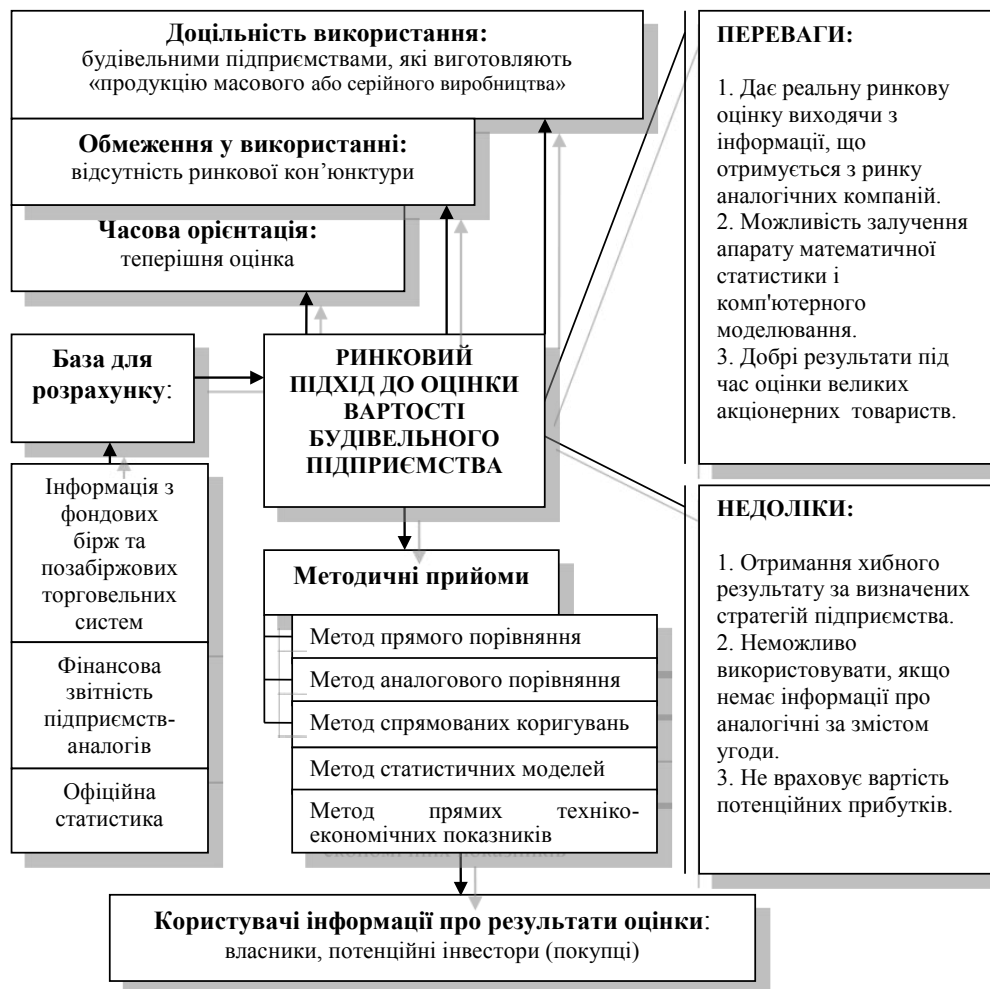 Доцільність використання:
будівельними підприємствами, які виготовляють
«продукцію масового або серійного виробництва»
Обмеження у використанні:
відсутність ринкової кон’юнктури
Часова орієнтація:
теперішня оцінка
База для
розрахунку:
Інформація з
фондових
бірж та
позабіржових
торговельних
систем
Фінансова
звітність
підприємств-
аналогів
Офіційна
статистика
РИНКОВИЙ
ПІДХІД ДО ОЦІНКИ
ВАРТОСТІ
БУДІВЕЛЬНОГО
ПІДПРИЄМСТВА
Методичні прийоми
Метод прямого порівняння
Метод аналогового порівняння
Метод спрямованих коригувань
Метод статистичних моделей
Метод прямих техніко-
економічних показників
Користувачі інформації про результати оцінки:
власники, потенційні інвестори (покупці)
ПЕРЕВАГИ:
1. Дає реальну ринкову
оцінку виходячи з
інформації, що
отримується з ринку
аналогічних компаній.
2. Можливість залучення
апарату математичної
статистики і
комп'ютерного
моделювання.
3. Добрі результати під
час оцінки великих
акціонерних товариств.
НЕДОЛІКИ:
1. Отримання хибного
результату за визначених
стратегій підприємства.
2. Неможливо
використовувати, якщо
немає інформації про
аналогічні за змістом
угоди.
3. Не враховує вартість
потенційних прибутків.